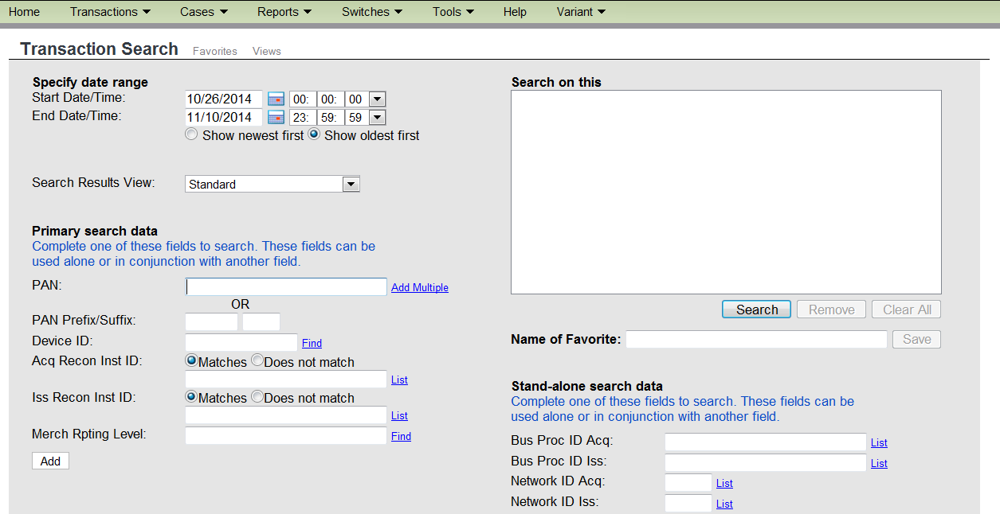 Home Transactions Cases Reports Switches Tools Help Variant
Transaction Search Favorites Views
Specify date range
Start Date/Time: 10/26/2014 00: 00: 00
End Date/Time: 11/10/2014 23: 59: 59
Show newest first Show oldest first
Search Results View: Standard
Primary search data
Complete one of these fields to search. These fields can be
used alone or in conjunction with another field.
PAN: Add Multiple
OR
PAN Prefix/Suffix:
Device ID: Find
Acq Recon Inst ID: Matches Does not match
List
Iss Recon Inst ID: Matches Does not match
List
Merch Rpting Level: Find
Add
Search on this
Search Remove Clear All
Name of Favorite: Save
Stand-alone search data
Complete one of these fields to search. These fields can be
used alone or in conjunction with another field.
Bus Proc ID Acq: List
Bus Proc ID Iss: List
Network ID Acq: List
Network ID Iss: List